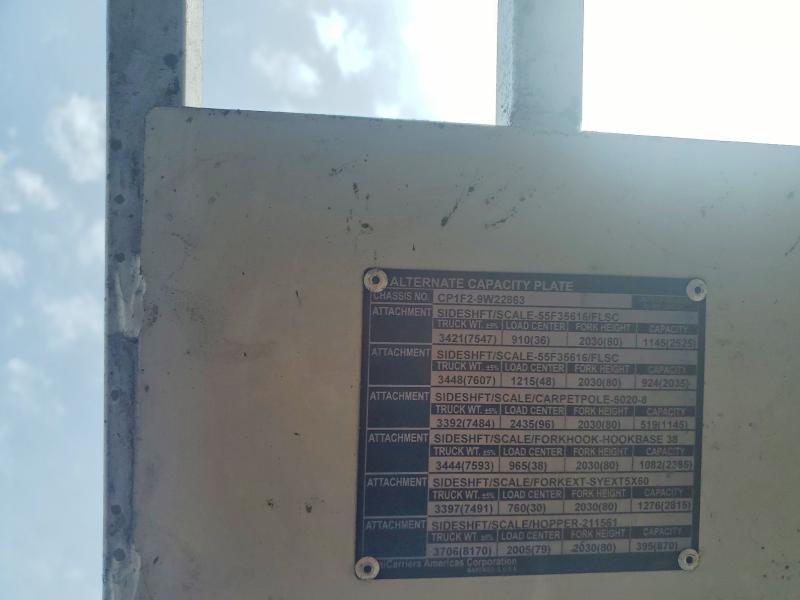 ALTERNATE CAPACITY PLATE
CHASSIS NO. CP1F2-9W22863
ATTACHMENT SIDESHFT/SCALE-55F35616/FLSC
TRUCK WT. ±5% LOAD CENTER FORK HEIGHT CAPACITY
3421(7547) 910(36) 2030(80) 1145(2525)
ATTACHMENT SIDESHFT/SCALE-55F35616/FLSC
TRUCK WT. ±5% LOAD CENTER FORK HEIGHT CAPACITY
3448(7607) 1215(48) 2030(80) 924(2035)
ATTACHMENT SIDESHFT/SCALE/CARPETPOLE-5020-8
TRUCK WT. ±5% LOAD CENTER FORK HEIGHT CAPACITY
3392(7484) 2435(96) 2030(80) 519(1145)
ATTACHMENT SIDESHFT/SCALE/FORKHOOK-HOOKBASE 38
TRUCK WT. ±5% LOAD CENTER FORK HEIGHT CAPACITY
3444(7593) 965(38) 2030(80) 1082(2385)
ATTACHMENT SIDESHFT/SCALE/FORKEXT-SYEXT5X60
TRUCK WT. ±5% LOAD CENTER FORK HEIGHT CAPACITY
3397(7491) 760(30) 2030(80) 1276(2815)
ATTACHMENT SIDESHFT/SCALE/HOPPER-211561
TRUCK WT. ±5% LOAD CENTER FORK HEIGHT CAPACITY
3706(8170) 2005(79) 2030(80) 395(870)
iCarriers Americas Corporation